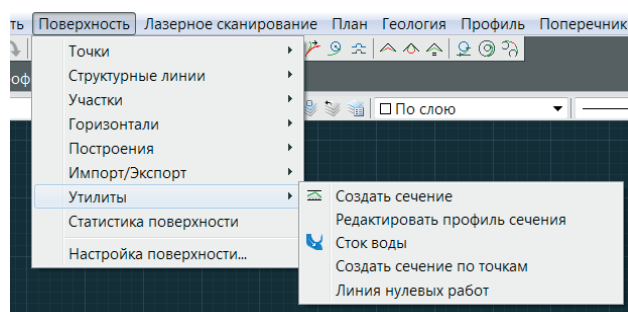 ть Поверхность Лазерное сканирование План Геология Профиль Поперечник
Точки
оф
Структурные линии
Участки
По слою
Горизонтали
Построения
Импорт/Экспорт
Утилиты
Создать сечение
Статистика поверхности
Редактировать профиль сечения
Сток воды
Настройка поверхности...
Создать сечение по точкам
Линия нулевых работ